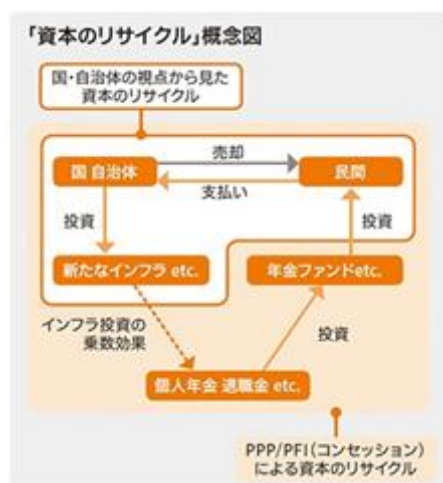 「資本のリサイクル」概念図
国・自治体の視点から見た
資本のリサイクル
売却
国 自治体
民間
支払い
投資
投資
新たなインフラ etc.
年金ファンドetc.
インフラ投資の
乗数効果
投資
個人年金 退職金 etc.
PPP/PFI(コンセッション)
による資本のリサイクル